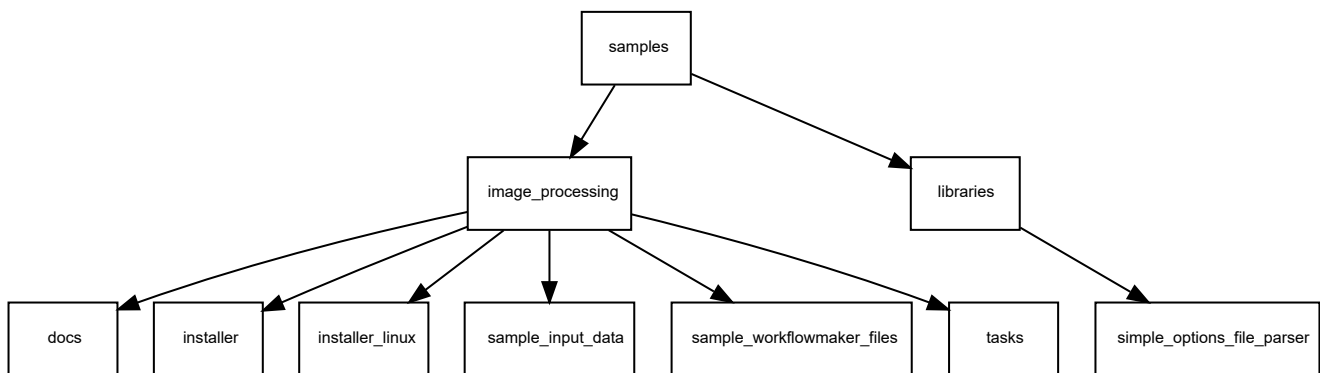 samples
image_processing
libraries
docs
installer
installer_linux
sample_input_data
sample_workflowmaker_files
tasks
simple_options_file_parser